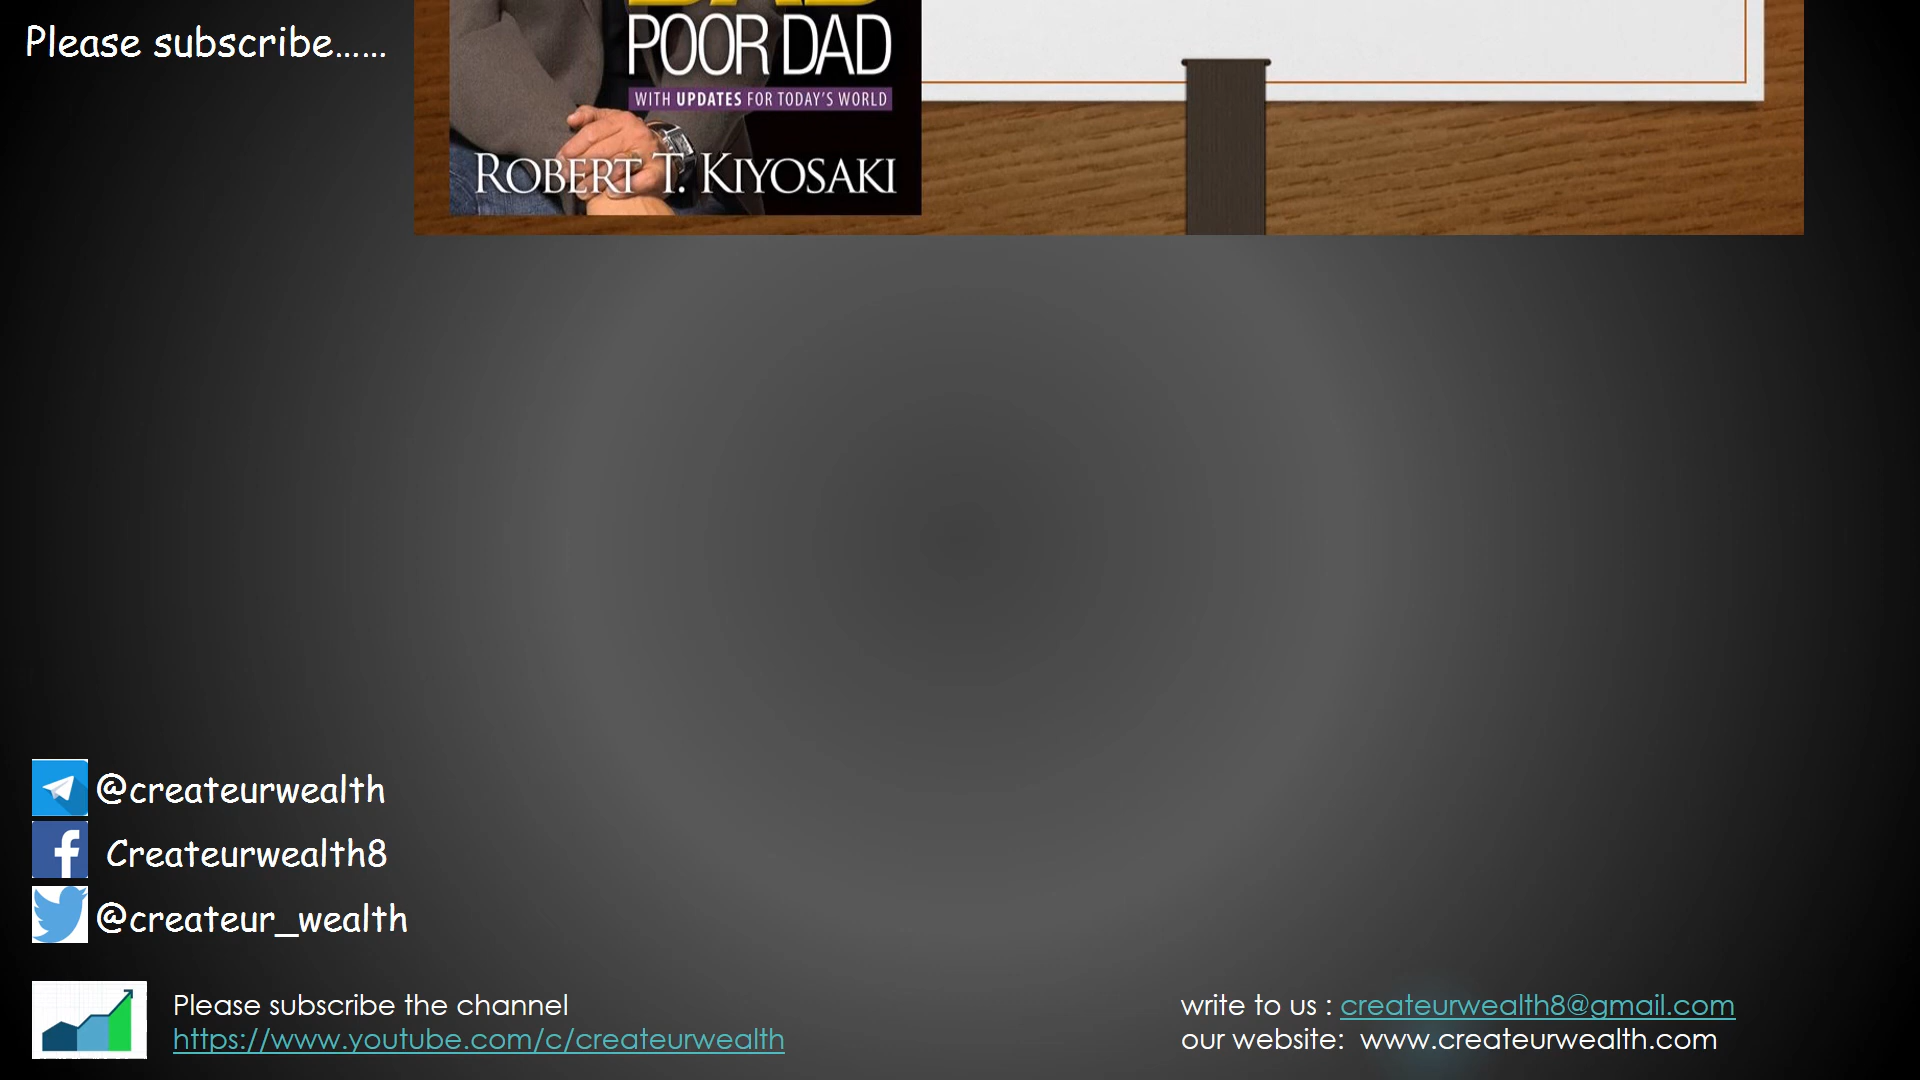 Please subscribe......
DAD
POOR DAD
WITH UPDATES FOR TODAY'S WORLD
ROBERT T. KIYOSAKI
@createurwealth
Createurwealth8
@createur_wealth
Please subscribe the channel
https://www.youtube.com/c/createurwealth
write to us : createurwealth8@gmail.com
our website: www.createurwealth.com